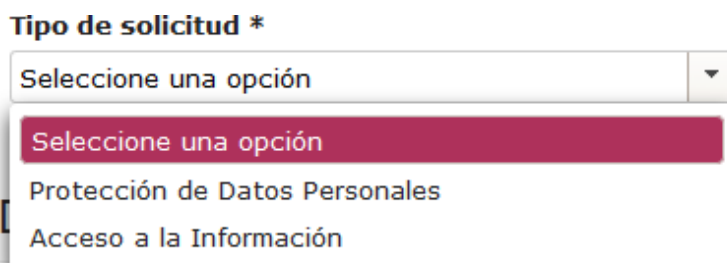 Tipo de solicitud *
Seleccione una opción
Seleccione una opción
Protección de Datos Personales
Acceso a la Información